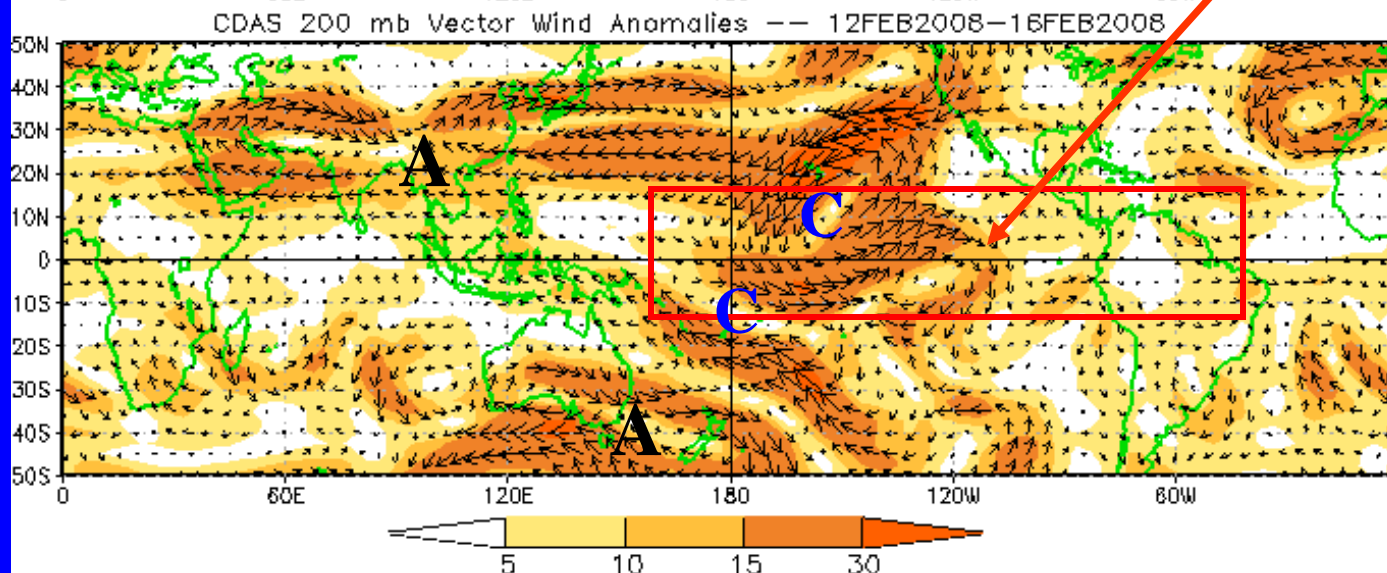 CDAS 200 mb Vector Wind Anomalies -- 12FEB2008-16FEB2008
50N
40N
30N
A
20N
C
10N
0
10S
C
20S
30S
A
40S
50S
0 60E 120E 180 120W 60W
5 10 15 30